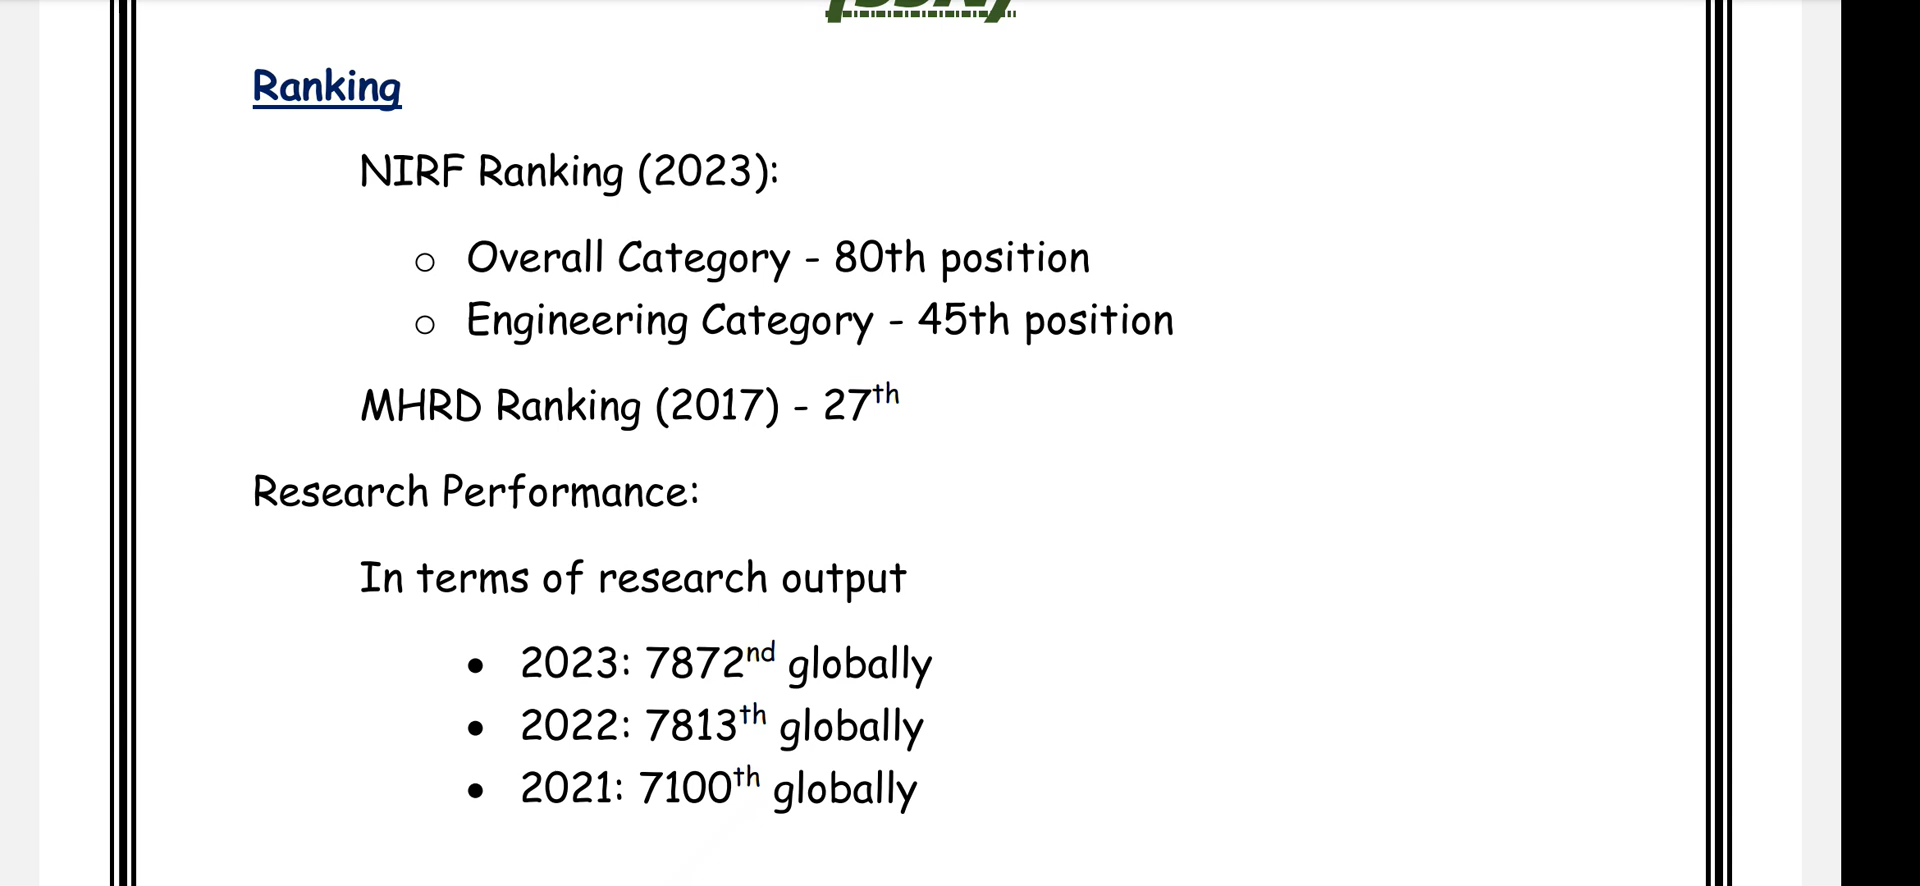 Ranking
NIRF Ranking (2023):
○ Overall Category - 80th position
○ Engineering Category - 45th position
MHRD Ranking (2017) - 27th
Research Performance:
In terms of research output
• 2023: 7872nd globally
• 2022: 7813th globally
• 2021: 7100th globally